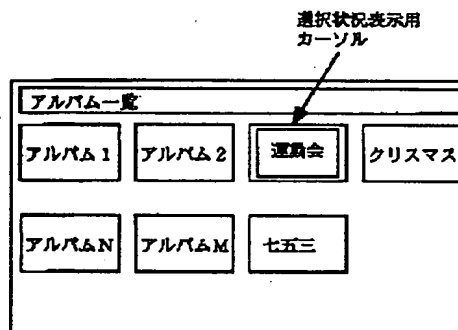 選択状況表示用
カーソル
アルバム一覧
アルバム1 アルバム2 運動会 クリスマス
アルバムN アルバムM 七五三